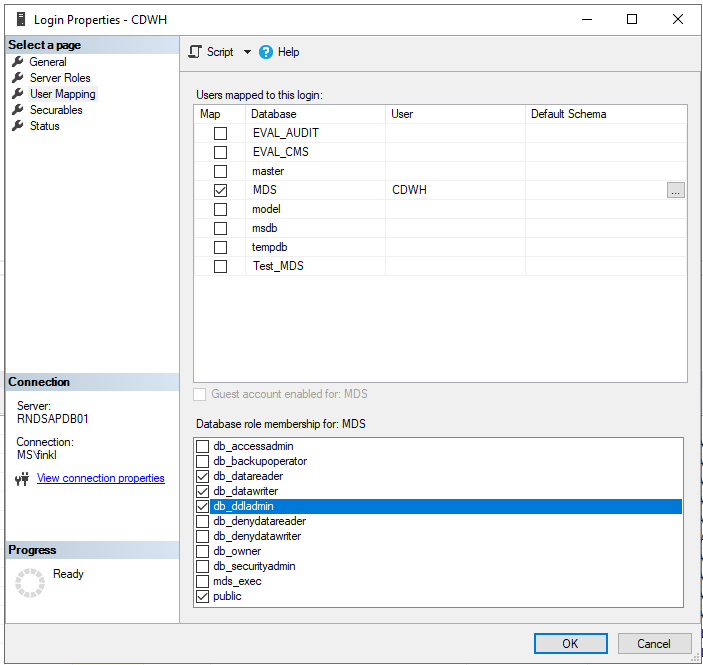 Login Properties - CDWH
Select a page
General
Server Roles
User Mapping
Securables
Status
Connection
Server:
RNDSAPDB01
Connection:
MS\finkl
View connection properties
Progress
Ready
Script
Help
Users mapped to this login:
Map Database User Default Schema
EVAL_AUDIT
EVAL_CMS
master
MDS CDWH ...
model
msdb
tempdb
Test_MDS
Guest account enabled for: MDS
Database role membership for: MDS
db_accessadmin
db_backupoperator
db_datareader
db_datawriter
db_ddladmin
db_denydatareader
db_denydatawriter
db_owner
db_securityadmin
mds_exec
public
OK Cancel